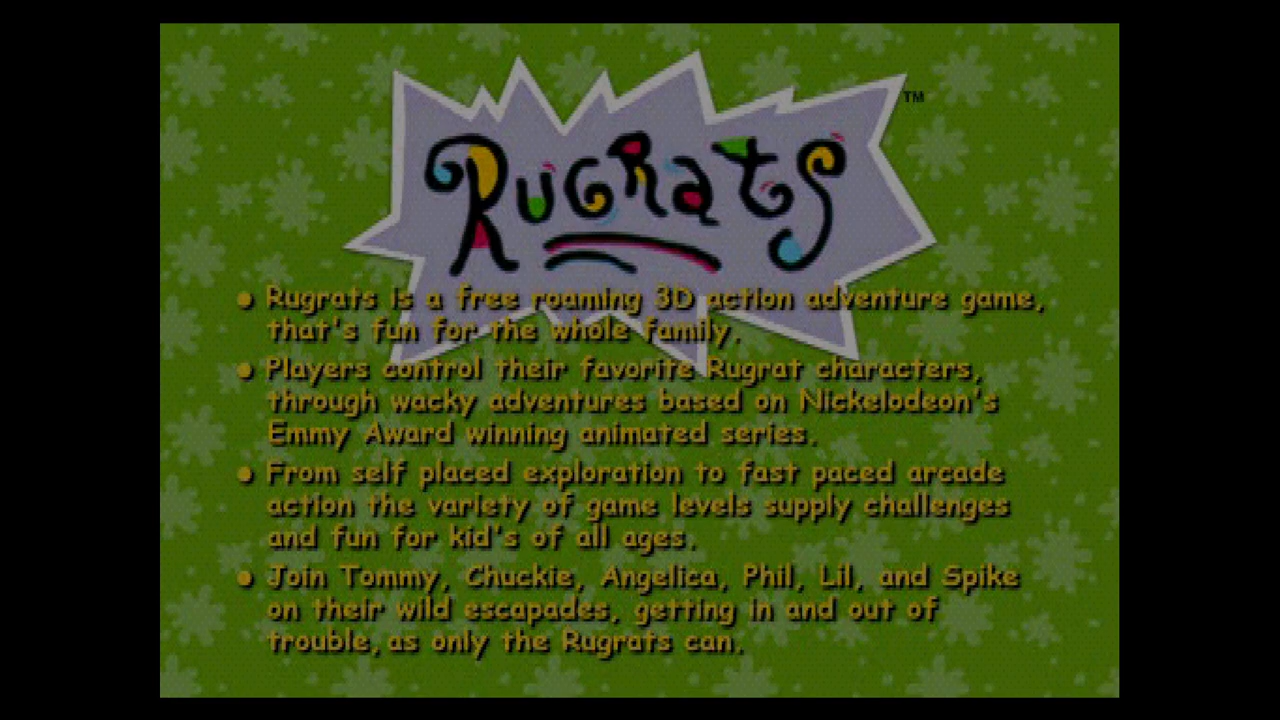 RUGRATS™
• Rugrats is a free roaming 3D action adventure game,
that's fun for the whole family.
• Players control their favorite Rugrat characters,
through wacky adventures based on Nickelodeon's
Emmy Award winning animated series.
• From self placed exploration to fast paced arcade
action the variety of game levels supply challenges
and fun for kid's of all ages.
• Join Tommy, Chuckie, Angelica, Phil, Lil, and Spike
on their wild escapades, getting in and out of
trouble, as only the Rugrats can.